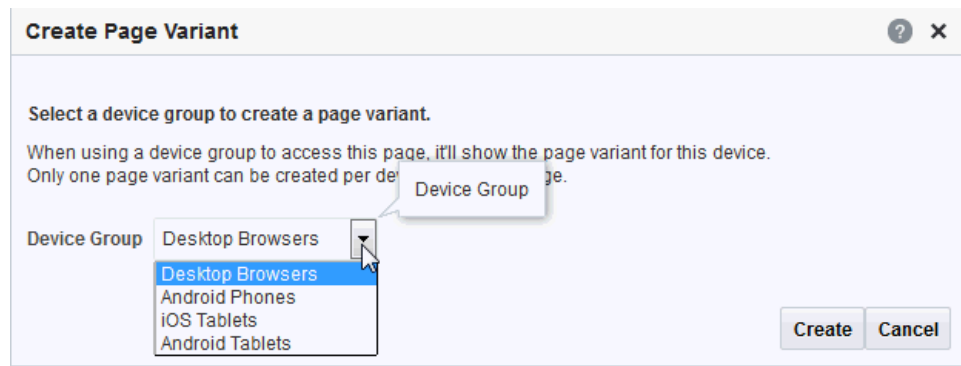 Create Page Variant
?
Select a device group to create a page variant.
When using a device group to access this page, it'll show the page variant for this device.
Only one page variant can be created per de ge.
Device Group
Device Group Desktop Browsers
Desktop Browsers
Android Phones
iOS Tablets
Android Tablets
Create Cancel